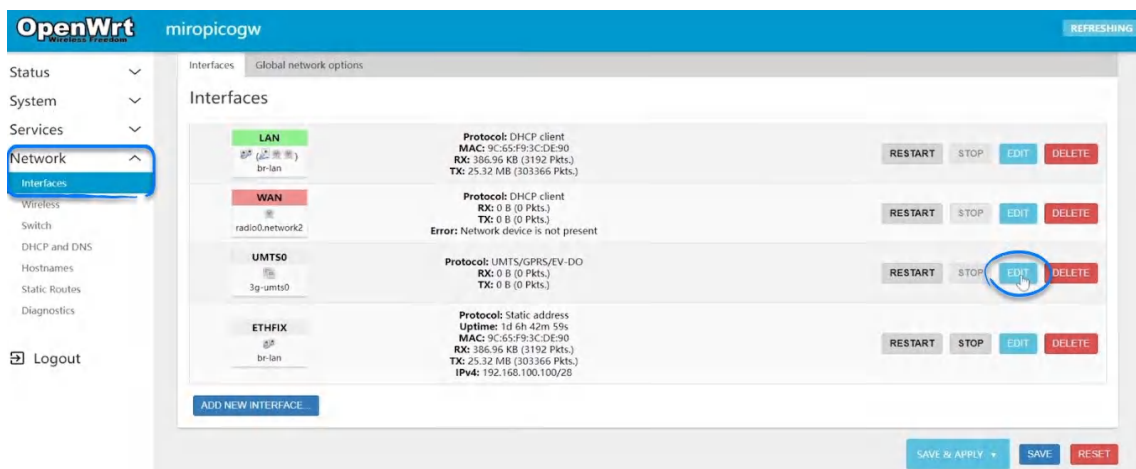 OpenWrt
Wireless Freedom
miropicogw
REFRESHING
Status
System
Services
Network
Interfaces
Wireless
Switch
DHCP and DNS
Hostnames
Static Routes
Diagnostics
Logout
Interfaces Global network options
Interfaces
LAN
br-lan
Protocol: DHCP client
MAC: 9C:65:F9:3C:DE:90
RX: 386.96 KB (3192 Pkts.)
TX: 25.32 MB (303366 Pkts.)
RESTART STOP EDIT DELETE
WAN
radio0.network2
Protocol: DHCP client
RX: 0 B (0 Pkts.)
TX: 0 B (0 Pkts.)
Error: Network device is not present
RESTART STOP EDIT DELETE
UMTS0
3g-umts0
Protocol: UMTS/GPRS/EV-DO
RX: 0 B (0 Pkts.)
TX: 0 B (0 Pkts.)
RESTART STOP EDIT DELETE
ETHFIX
br-lan
Protocol: Static address
Uptime: 1d 6h 42m 59s
MAC: 9C:65:F9:3C:DE:90
RX: 386.96 KB (3192 Pkts.)
TX: 25.32 MB (303366 Pkts.)
IPv4: 192.168.100.100/28
RESTART STOP EDIT DELETE
ADD NEW INTERFACE...
SAVE & APPLY SAVE RESET